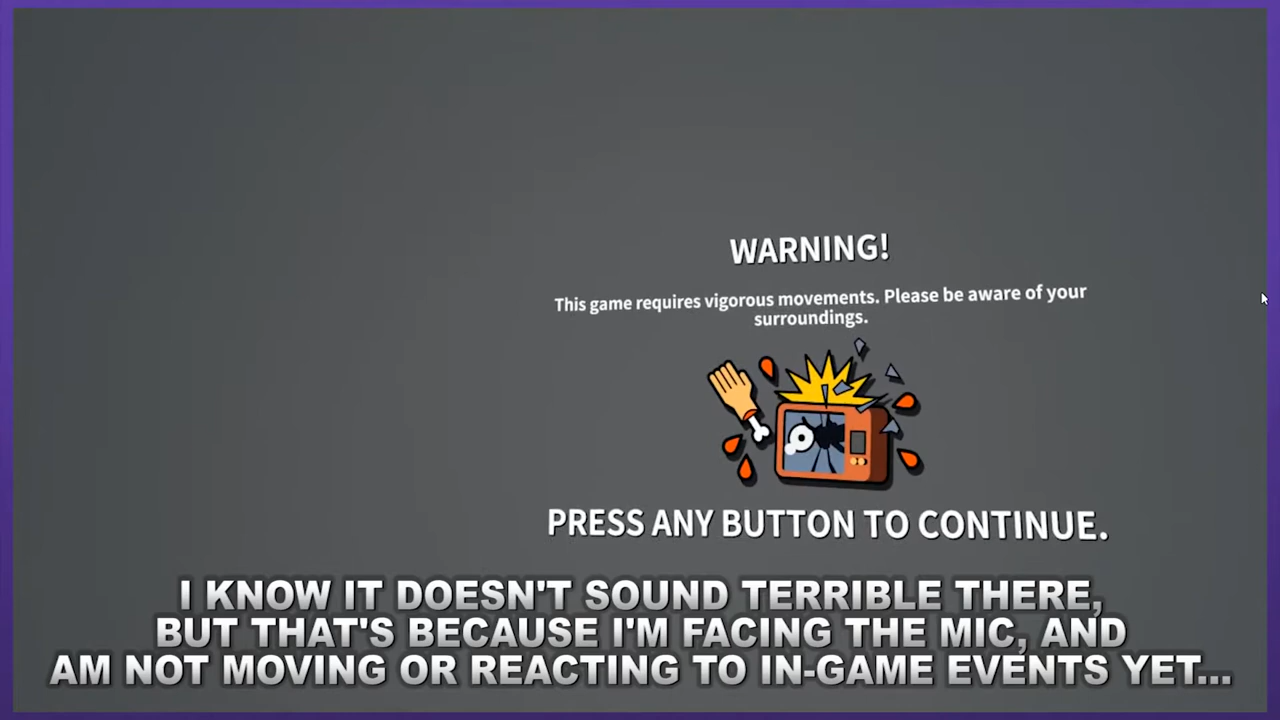 WARNING!
This game requires vigorous movements. Please be aware of your
surroundings.
PRESS ANY BUTTON TO CONTINUE.
I KNOW IT DOESN'T SOUND TERRIBLE THERE,
BUT THAT'S BECAUSE I'M FACING THE MIC, AND
AM NOT MOVING OR REACTING TO IN-GAME EVENTS YET...